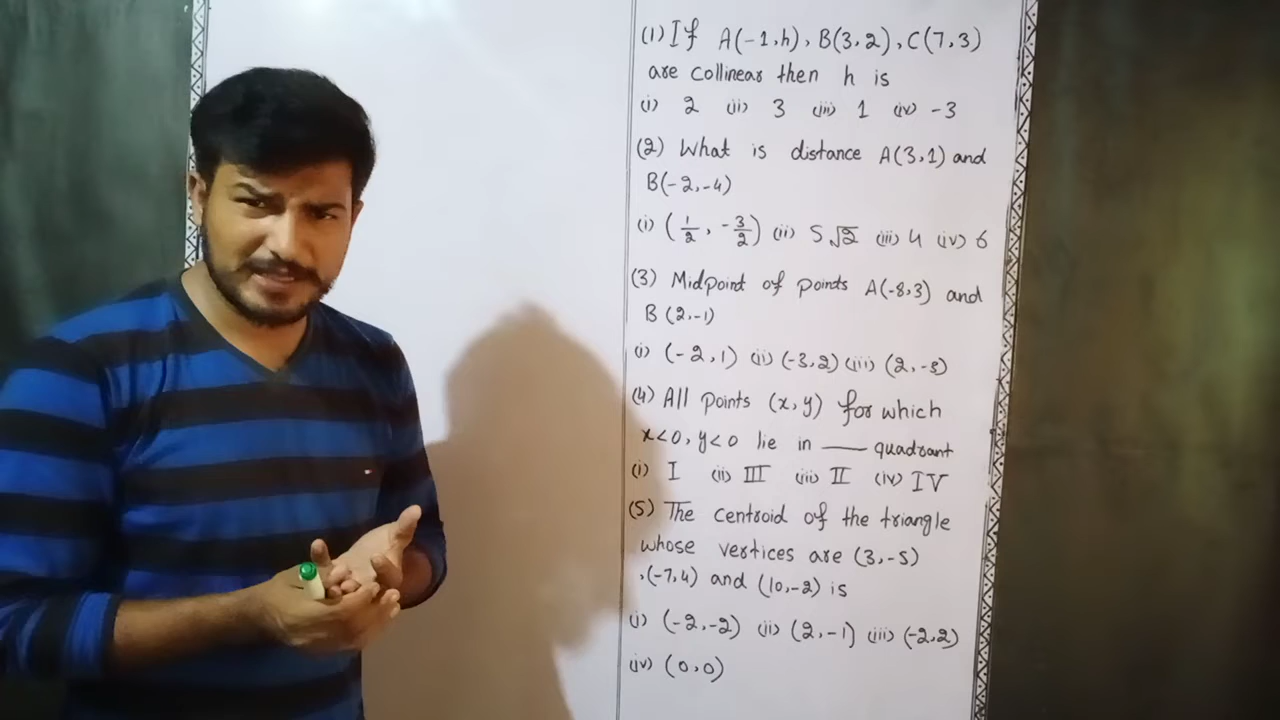 (1) If A(-1,h), B(3,2), C(7,3)
are collinear then h is
(i) 2 (ii) 3 (iii) 1 (iv) -3
(2) What is distance A(3,1) and
B(-2,-4)
(i) (1/2, -3/2) (ii) 5√2 (iii) 4 (iv) 6
(3) Midpoint of points A(-8,3) and
B (2,-1)
(i) (-2,1) (ii) (-3,2) (iii) (2,-3)
(4) All points (x,y) for which
x<0, y<0 lie in ___ quadrant
(i) I (ii) III (iii) II (iv) IV
(5) The centroid of the triangle
whose vertices are (3,-5)
,(-7,4) and (10,-2) is
(i) (-2,-2) (ii) (2,-1) (iii) (-2,2)
(iv) (0,0)